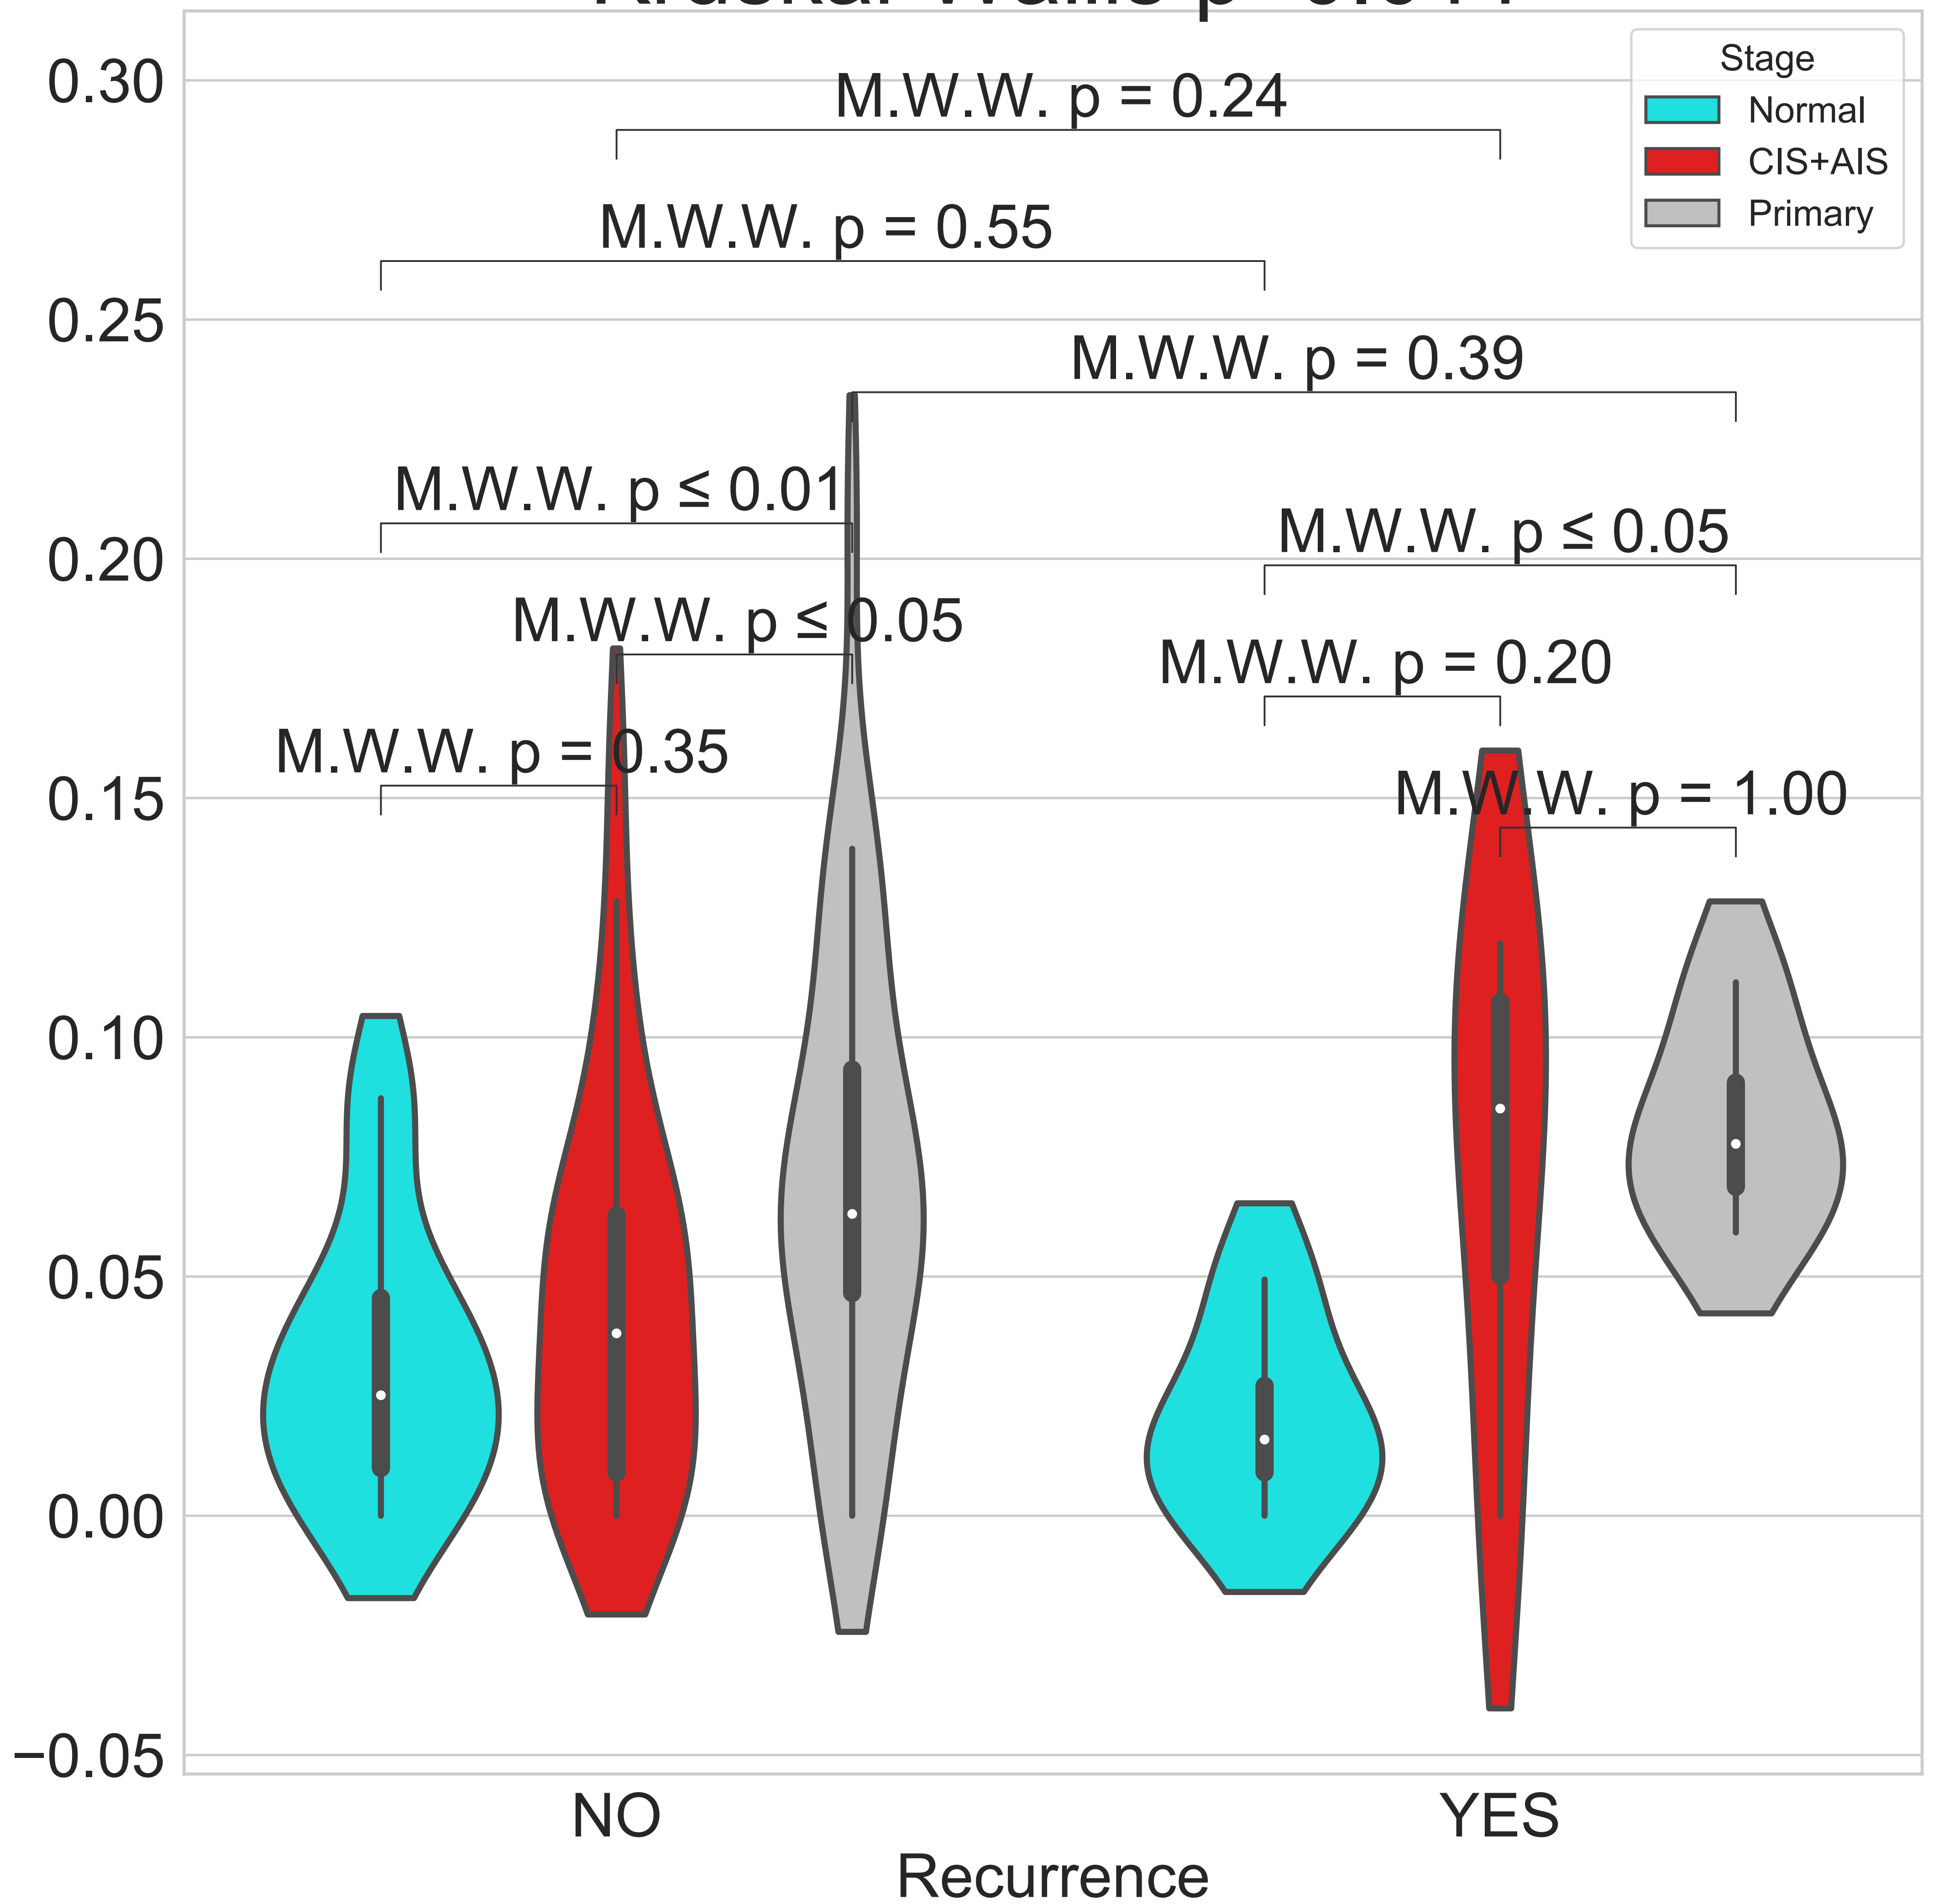 Stage
Normal
CIS+AIS
Primary
0.30
0.25
0.20
0.15
0.10
0.05
0.00
−0.05
M.W.W. p = 0.24
M.W.W. p = 0.55
M.W.W. p = 0.39
M.W.W. p ≤ 0.01
M.W.W. p ≤ 0.05
M.W.W. p ≤ 0.05
M.W.W. p = 0.20
M.W.W. p = 0.35
M.W.W. p = 1.00
NO
YES
Recurrence